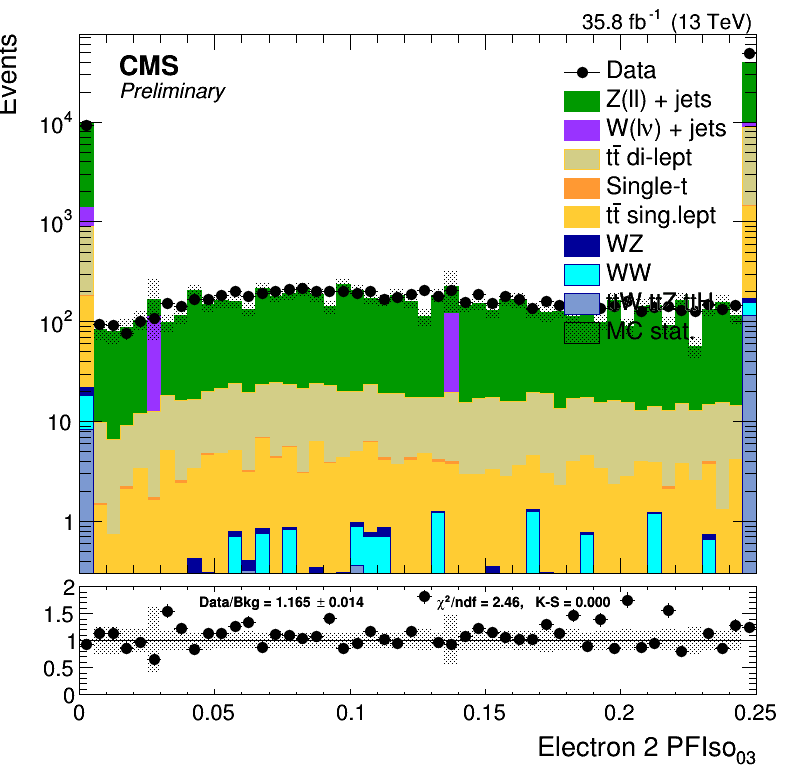 35.8 fb⁻¹ (13 TeV)
Events
CMS
Preliminary
Data
Z(ll) + jets
W(lν) + jets
tt̄ di-lept
Single-t
tt̄ sing.lept
WZ
WW
ttW, ttZ, ttH
MC stat.
10⁴
10³
10²
10
1
2
1.5
1
0.5
0
Data/Bkg = 1.165 ± 0.014
χ²/ndf = 2.46, K-S = 0.000
0 0.05 0.1 0.15 0.2 0.25
Electron 2 PFIso₀₃